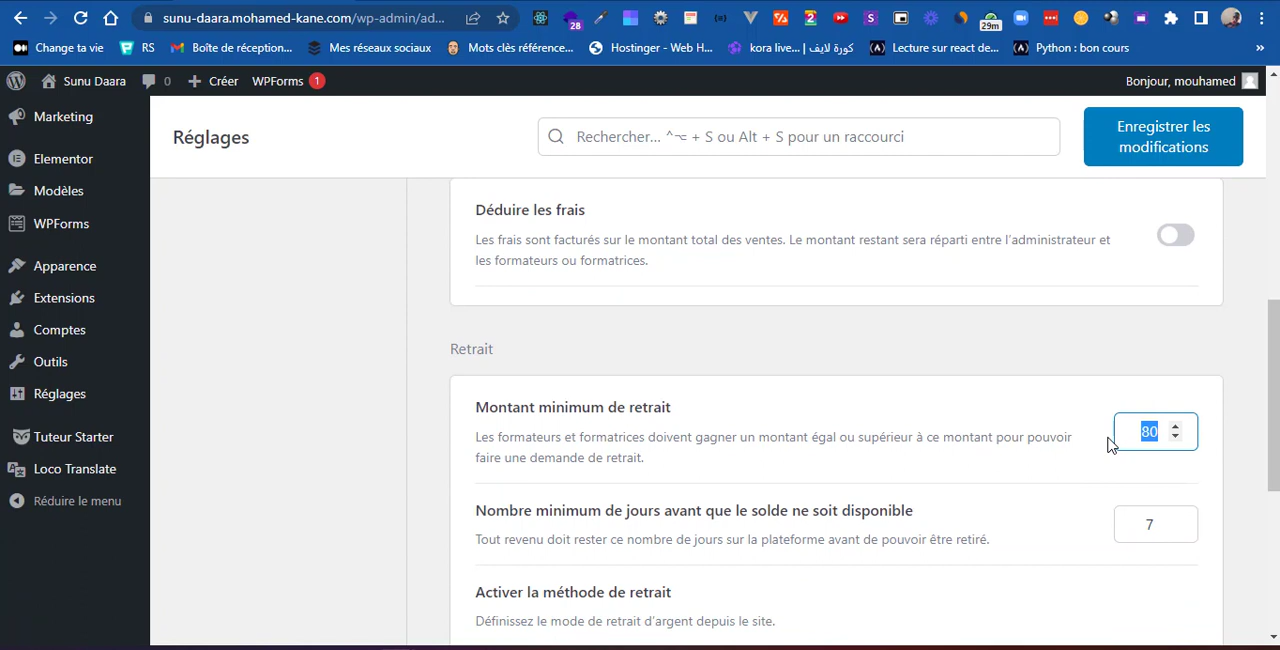 sunu-daara.mohamed-kane.com/wp-admin/ad...
28
29m
Change ta vie
RS
Boîte de réception...
Mes réseaux sociaux
Mots clés référence...
Hostinger - Web H...
kora live... | كورة لايف
Lecture sur react de...
Python : bon cours
»
Sunu Daara
0
Créer
WPForms
1
Bonjour, mouhamed
Marketing
Elementor
Modèles
WPForms
Apparence
Extensions
Comptes
Outils
Réglages
Tuteur Starter
Loco Translate
Réduire le menu
Réglages
Rechercher... ^⌥ + S ou Alt + S pour un raccourci
Enregistrer les
modifications
Déduire les frais
Les frais sont facturés sur le montant total des ventes. Le montant restant sera réparti entre l'administrateur et
les formateurs ou formatrices.
Retrait
Montant minimum de retrait
Les formateurs et formatrices doivent gagner un montant égal ou supérieur à ce montant pour pouvoir
faire une demande de retrait.
80
Nombre minimum de jours avant que le solde ne soit disponible
Tout revenu doit rester ce nombre de jours sur la plateforme avant de pouvoir être retiré.
7
Activer la méthode de retrait
Définissez le mode de retrait d'argent depuis le site.